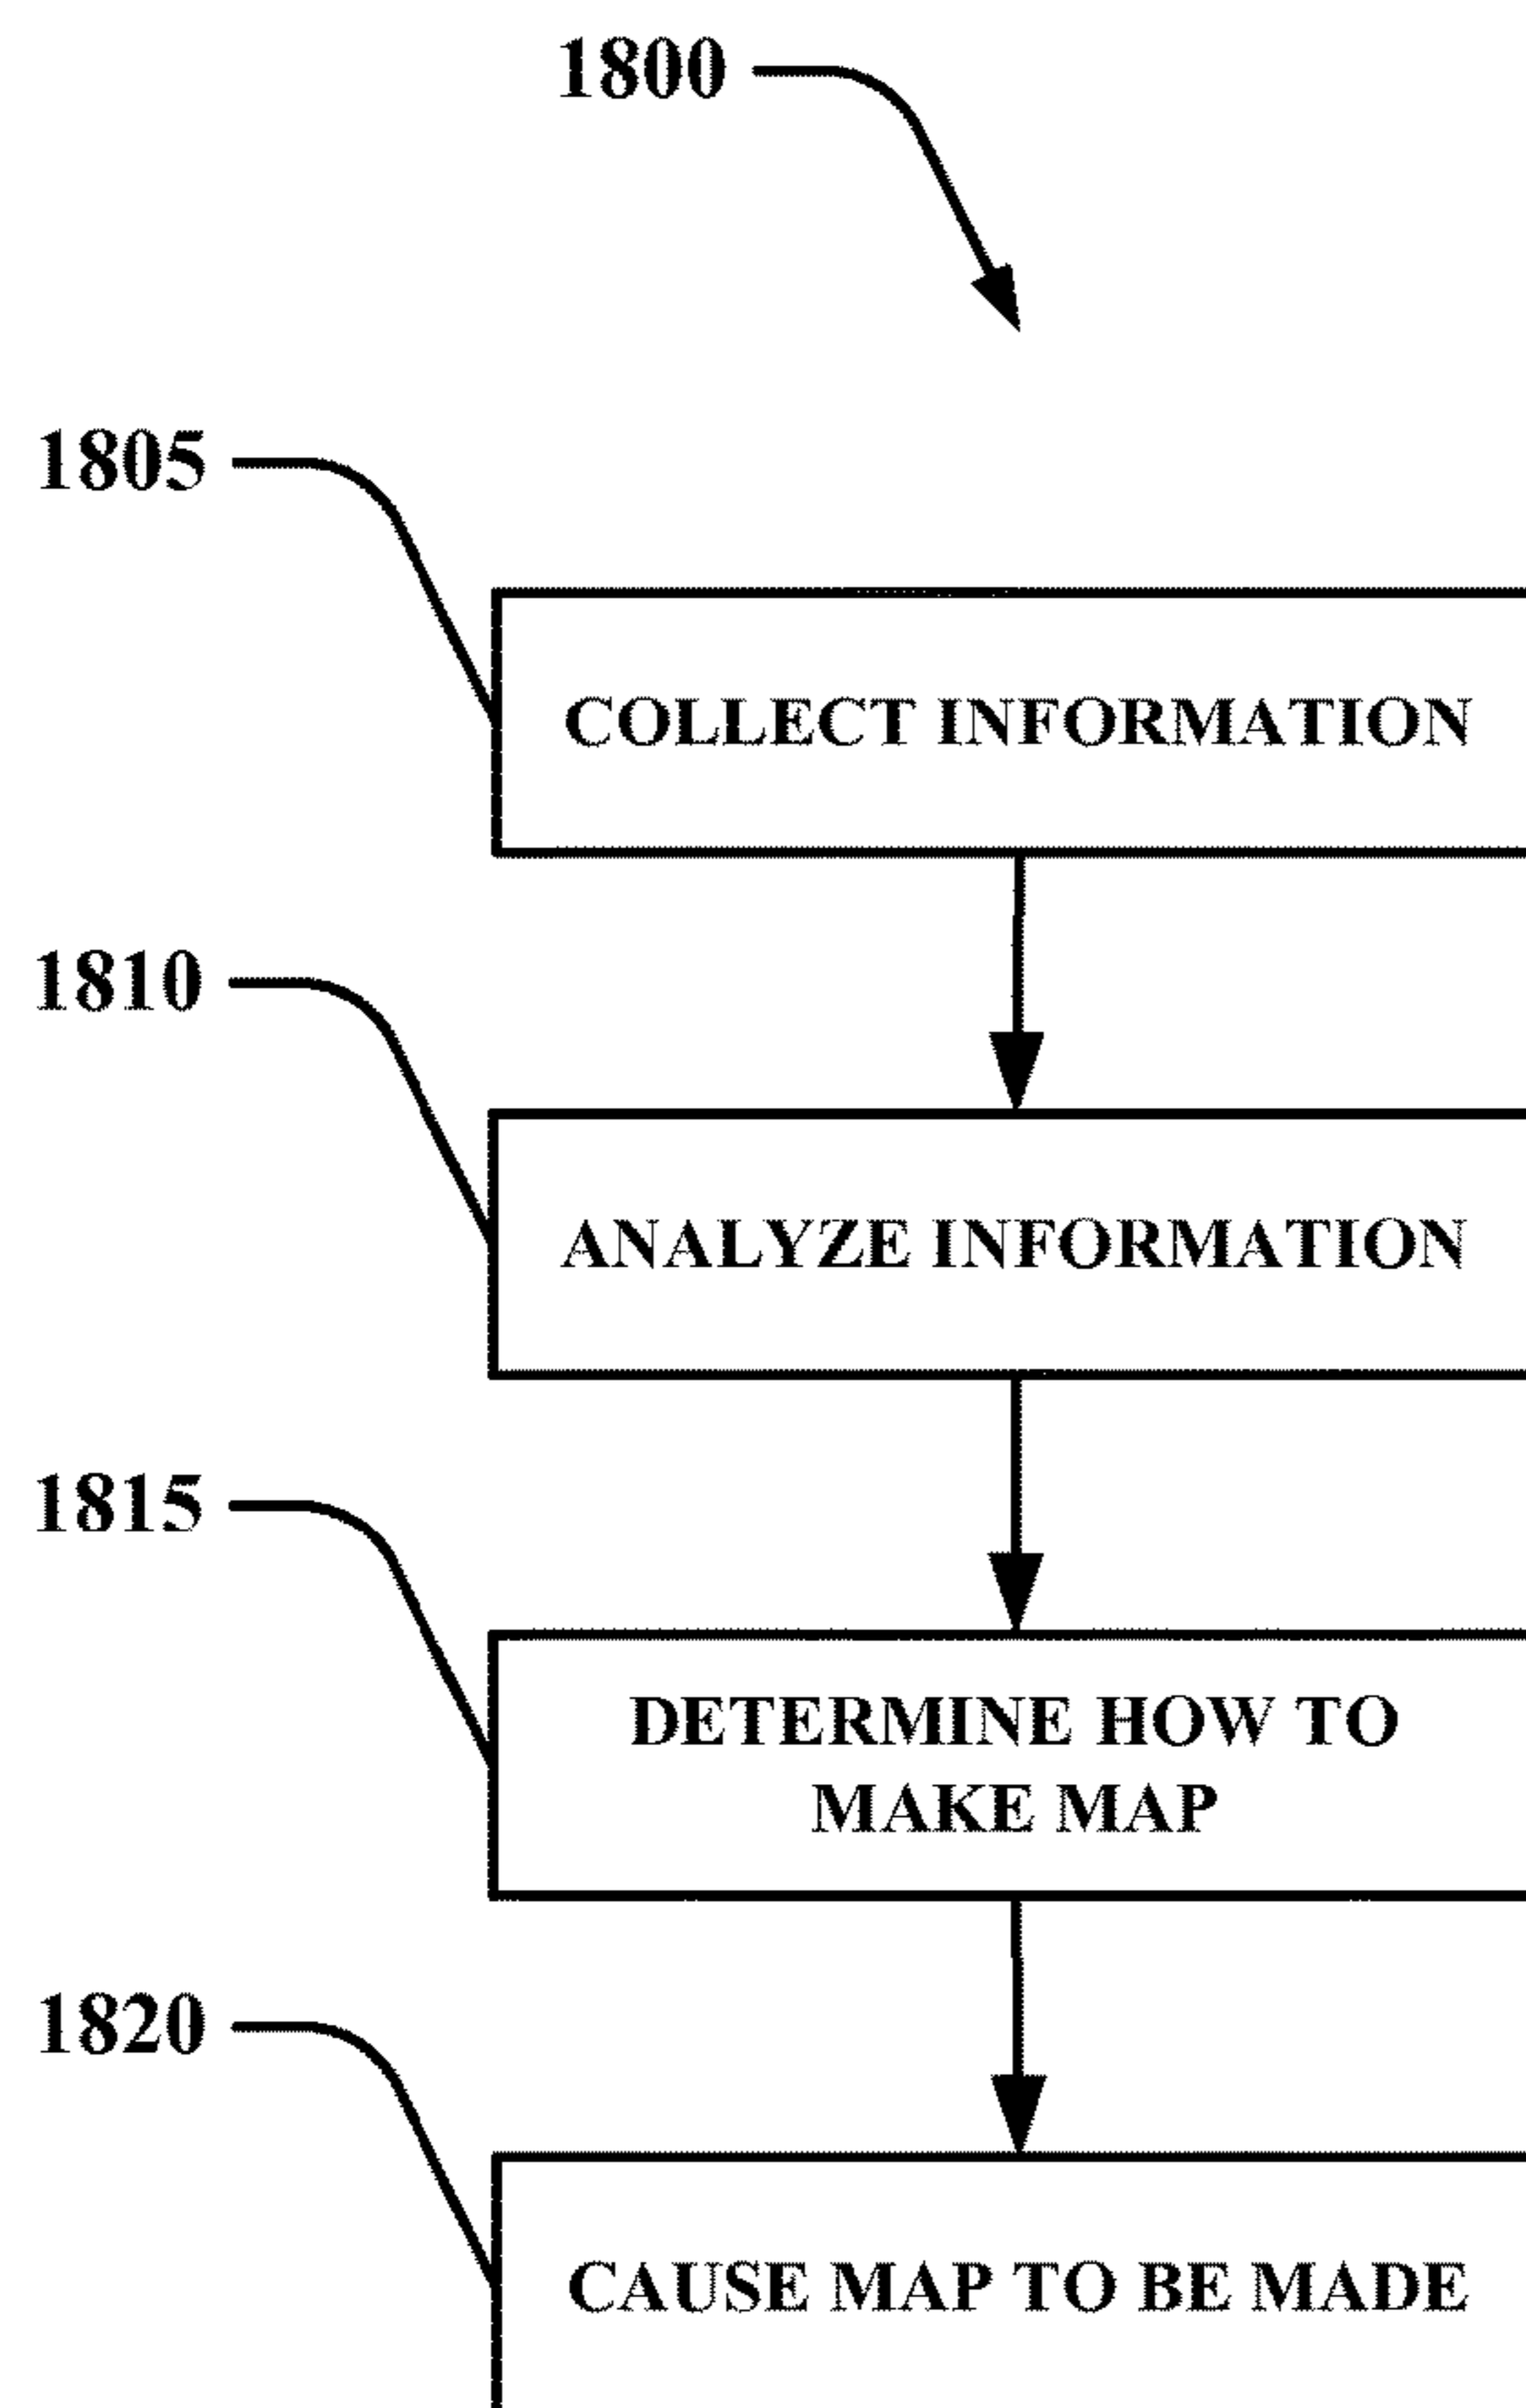 1800
1805
COLLECT INFORMATION
1810
ANALYZE INFORMATION
1815
DETERMINE HOW TO
MAKE MAP
1820
CAUSE MAP TO BE MADE